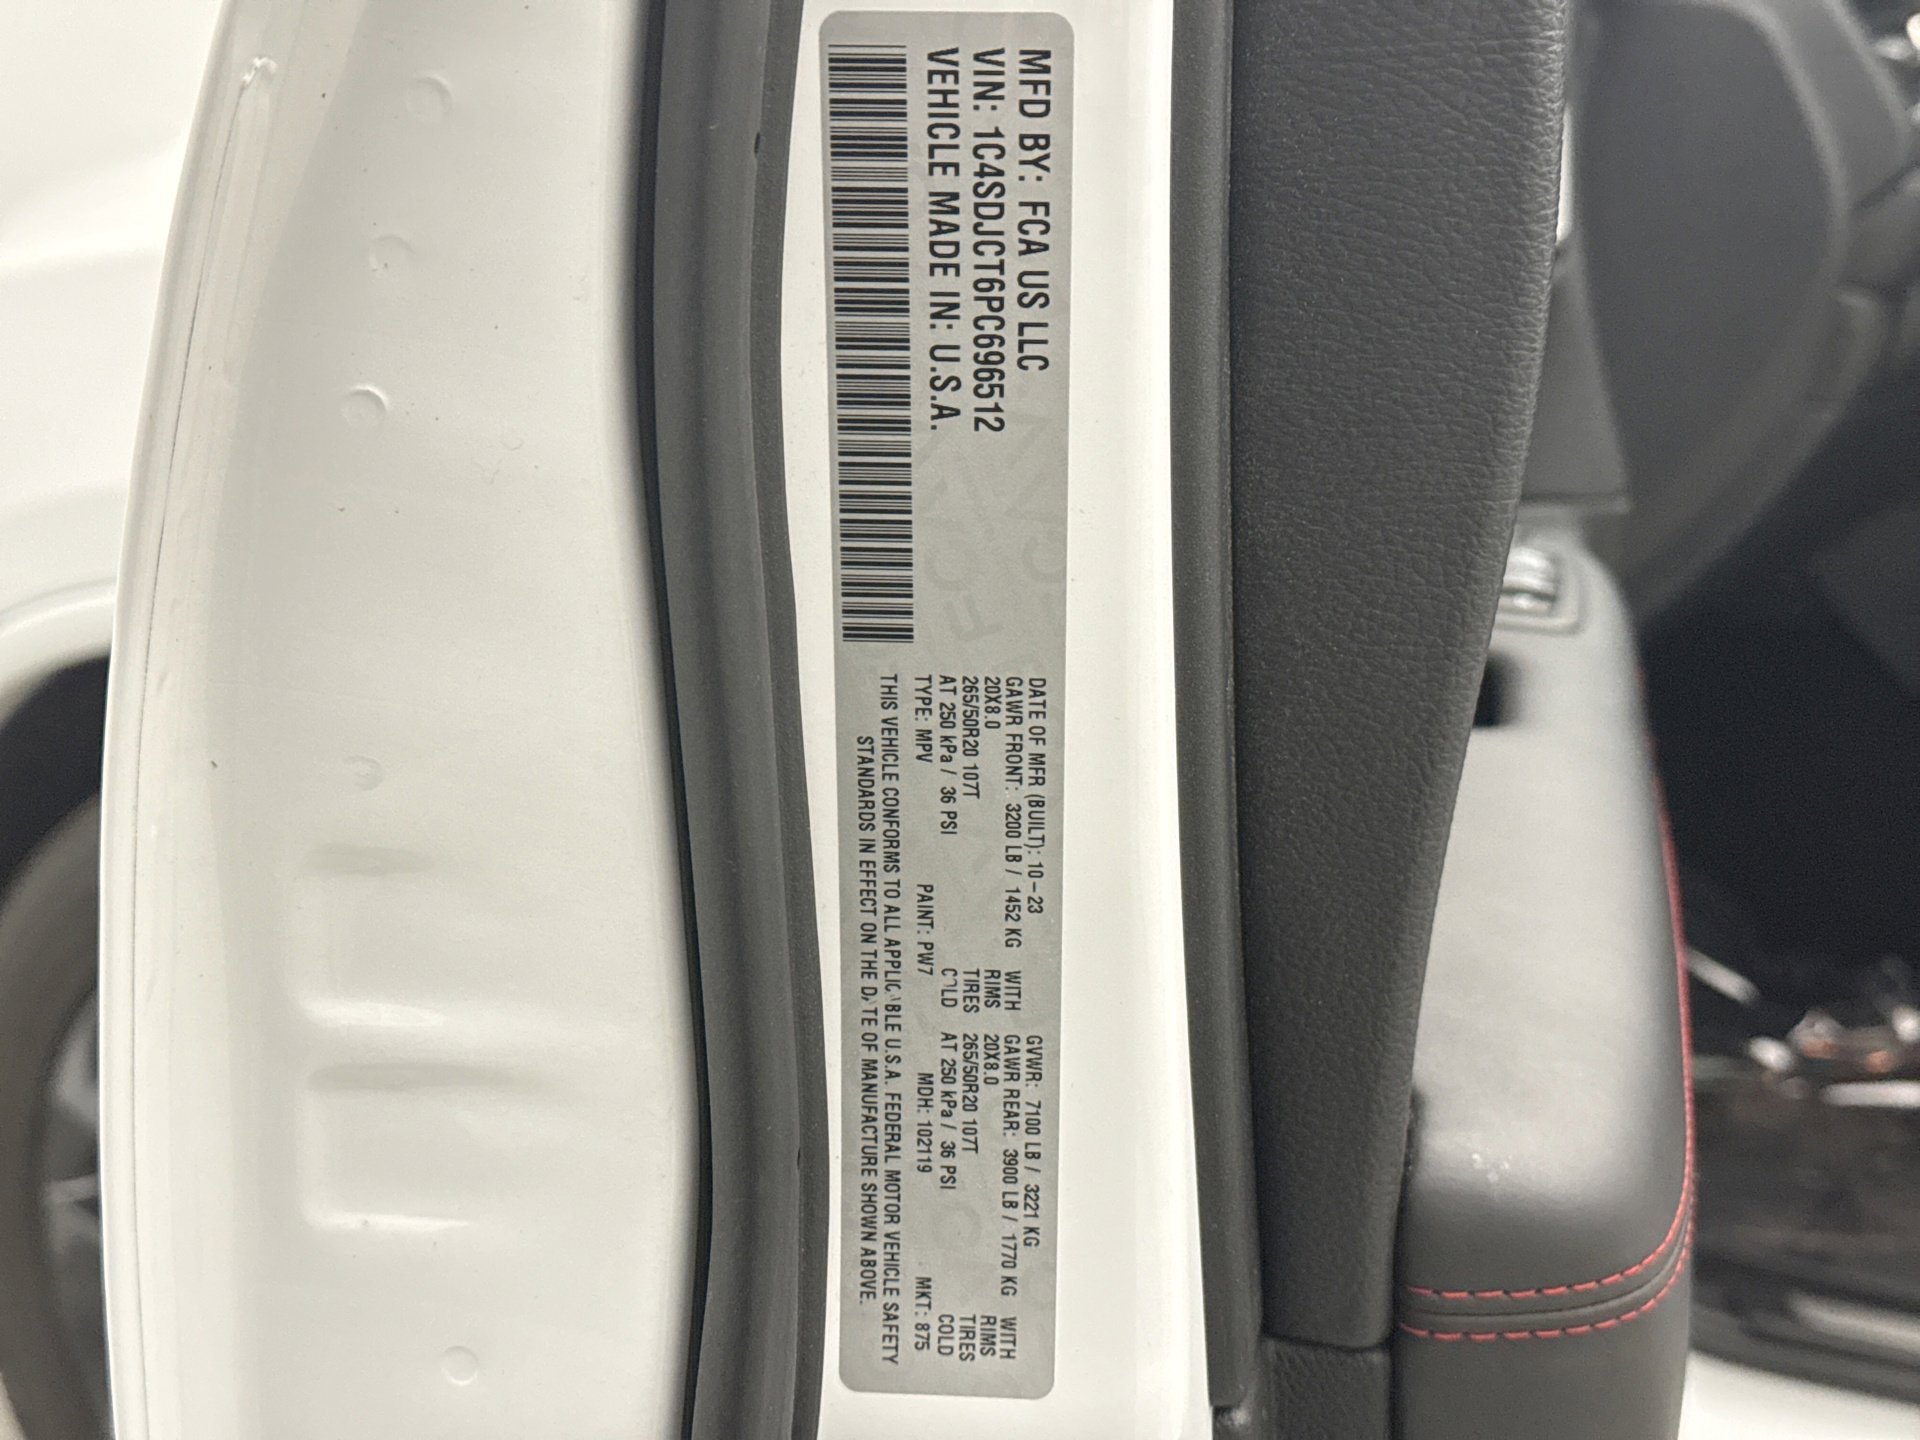 MFD BY: FCA US LLC
VIN: 1C4SDJCT6PC696512
VEHICLE MADE IN: U.S.A.
DATE OF MFR (BUILT): 10-23 GVWR: 7100 LB / 3221 KG
GAWR FRONT: 3200 LB / 1452 KG WITH GAWR REAR: 3900 LB / 1770 KG WITH
20X8.0 RIMS 20X8.0 RIMS
265/50R20 107T TIRES 265/50R20 107T TIRES
AT 250 kPa / 36 PSI COLD AT 250 kPa / 36 PSI COLD
TYPE: MPV PAINT: PW7 MDH: 102119 MKT: 875
THIS VEHICLE CONFORMS TO ALL APPLICABLE U.S.A. FEDERAL MOTOR VEHICLE SAFETY
STANDARDS IN EFFECT ON THE DATE OF MANUFACTURE SHOWN ABOVE.